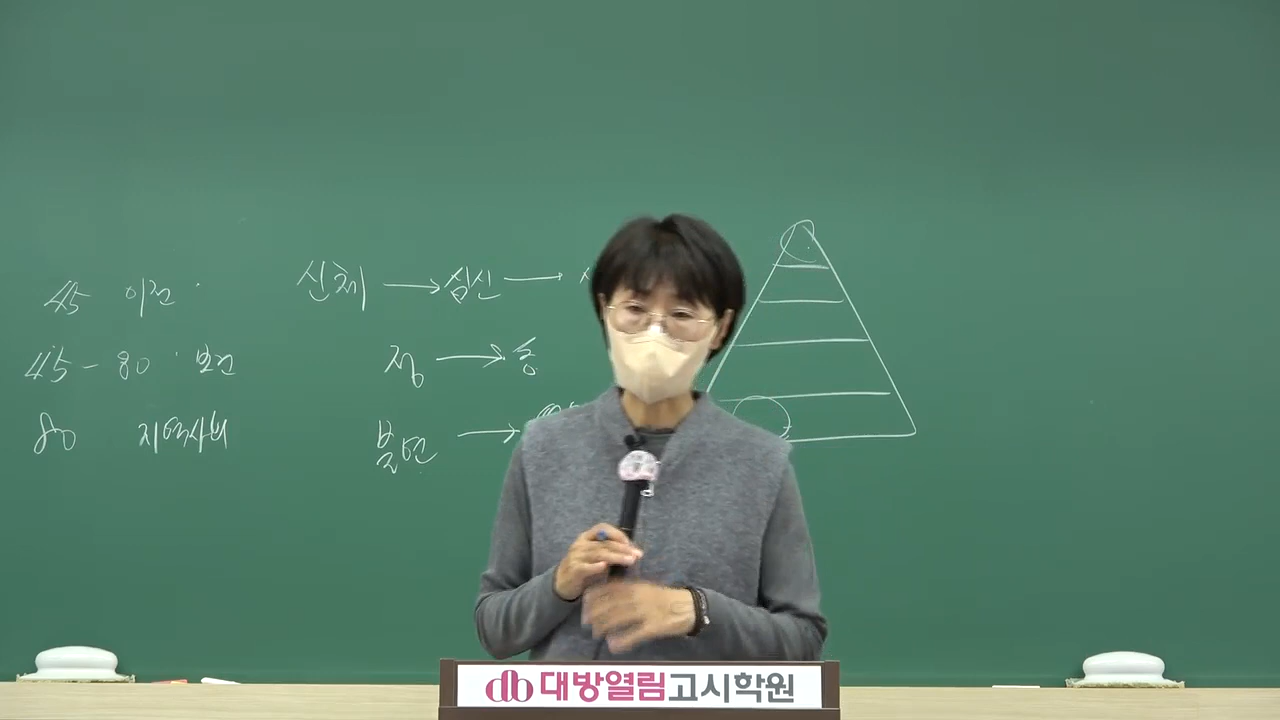 45 이전
45-80 보건
80 지역사회
신체 → 심신 →
정 → 동
불연 →
db 대방열림고시학원